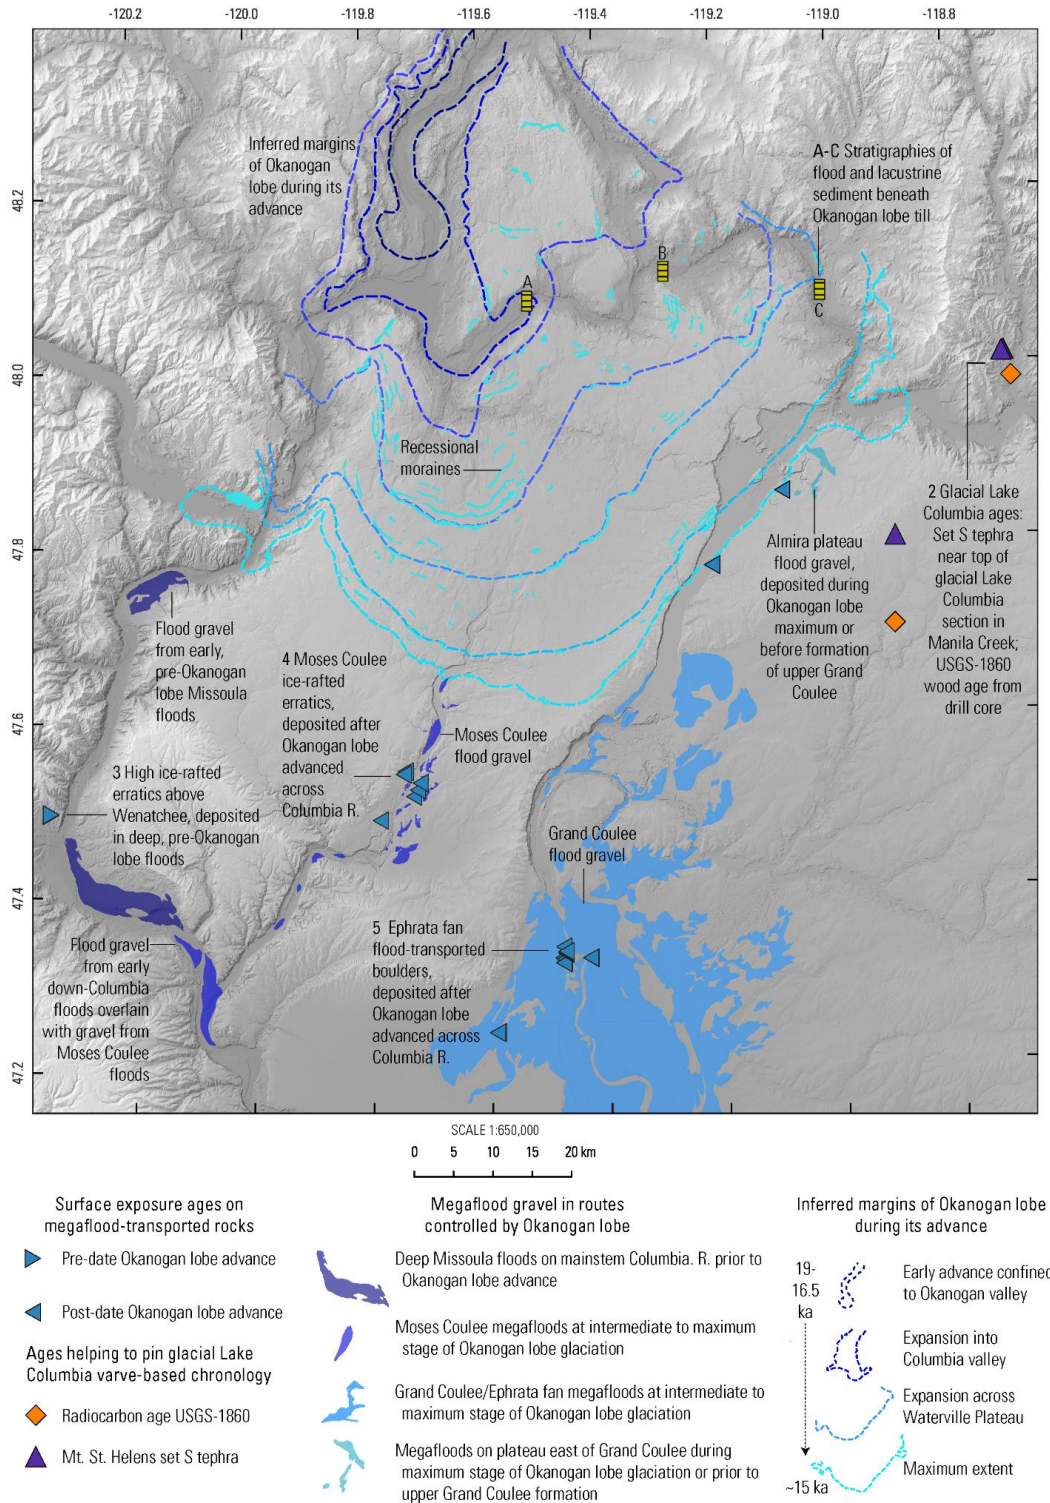 -120.2
-120.0
-119.8
-119.6
-119.4
-119.2
-119.0
-118.8
48.2
48.0
47.8
47.6
47.4
47.2
Inferred margins
of Okanogan
lobe during its
advance
A-C Stratigraphies of
flood and lacustrine
sediment beneath
Okanogan lobe till
A
B
C
Recessional
moraines
2 Glacial Lake
Columbia ages:
Set S tephra
near top of
glacial Lake
Columbia
section in
Manila Creek;
USGS-1860
wood age from
drill core
Almira plateau
flood gravel,
deposited during
Okanogan lobe
maximum or
before formation
of upper Grand
Coulee
Flood gravel
from early,
pre-Okanogan
lobe Missoula
floods
4 Moses Coulee
ice-rafted
erratics,
deposited after
Okanogan lobe
advanced
across
Columbia R.
Moses Coulee
flood gravel
3 High ice-rafted
erratics above
Wenatchee, deposited
in deep, pre-Okanogan
lobe floods
Grand Coulee
flood gravel
Flood gravel
from early
down-Columbia
floods overlain
with gravel from
Moses Coulee
floods
5 Ephrata fan
flood-transported
boulders,
deposited after
Okanogan lobe
advanced across
Columbia R.
SCALE 1:650,000
0 5 10 15 20 km
Surface exposure ages on
megaflood-transported rocks
Pre-date Okanogan lobe advance
Post-date Okanogan lobe advance
Ages helping to pin glacial Lake
Columbia varve-based chronology
Radiocarbon age USGS-1860
Mt. St. Helens set S tephra
Megaflood gravel in routes
controlled by Okanogan lobe
Deep Missoula floods on mainstem Columbia. R. prior to
Okanogan lobe advance
Moses Coulee megafloods at intermediate to maximum
stage of Okanogan lobe glaciation
Grand Coulee/Ephrata fan megafloods at intermediate to
maximum stage of Okanogan lobe glaciation
Megafloods on plateau east of Grand Coulee during
maximum stage of Okanogan lobe glaciation or prior to
upper Grand Coulee formation
Inferred margins of Okanogan lobe
during its advance
19-
16.5
ka
~15 ka
Early advance confined
to Okanogan valley
Expansion into
Columbia valley
Expansion across
Waterville Plateau
Maximum extent